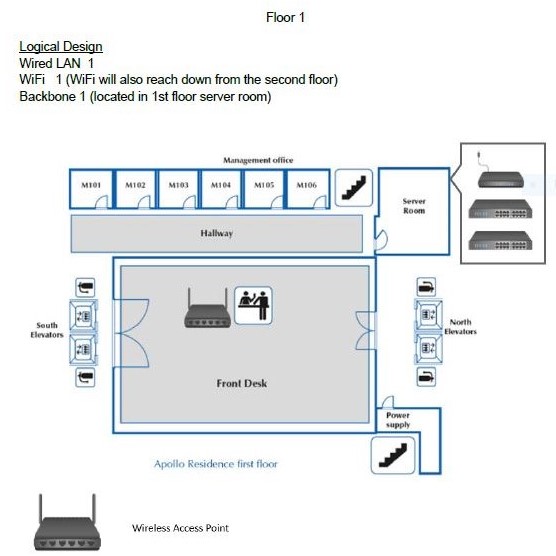 Floor 1
Logical Design
Wired LAN 1
WiFi 1 (WiFi will also reach down from the second floor)
Backbone 1 (located in 1st floor server room)
Management office
M101 M102 M103 M104 M105 M106
Server
Room
Hallway
South
Elevators
North
Elevators
Front Desk
Power
supply
Apollo Residence first floor
Wireless Access Point